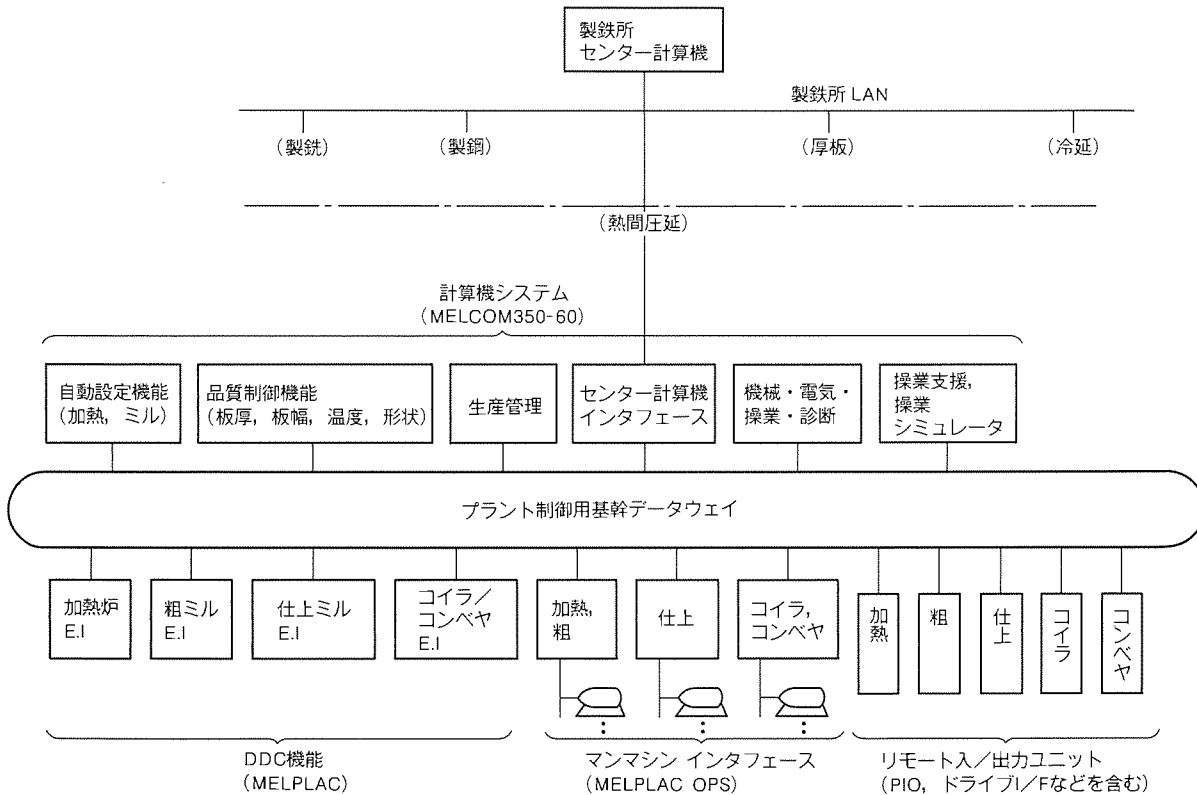 製鉄所
センター計算機
製鉄所 LAN
(製銑)
(製鋼)
(厚板)
(冷延)
(熱間圧延)
計算機システム
(MELCOM350-60)
自動設定機能
(加熱, ミル)
品質制御機能
(板厚, 板幅, 温度, 形状)
生産管理
センター計算機
インタフェース
機械・電気・
操業・診断
操業支援,
操業
シミュレータ
プラント制御用基幹データウェイ
加熱炉
E.I
粗ミル
E.I
仕上ミル
E.I
コイラ/
コンベヤ
E.I
加熱,
粗
仕上
コイラ,
コンベヤ
加熱
粗
仕上
コイラ
コンベヤ
DDC機能
(MELPLAC)
マンマシン インタフェース
(MELPLAC OPS)
リモート入/出力ユニット
(PIO, ドライブI/Fなどを含む)